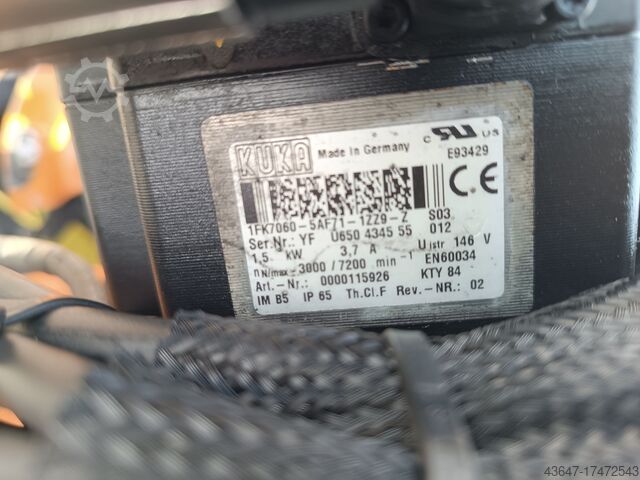 KUKA Made in Germany c UL US
E93429
CE
1FK7060-5AF71-1ZZ9-Z S03
Ser.Nr.: YF U650 4345 55 012
1,5 kW 3,7 A U istr 146 V
n N/max- 3000/7200 min-1 EN60034
Art.-Nr.: 0000115926 KTY 84
IM B5 IP 65 Th.Cl.F Rev.-NR.: 02
43647-17472543